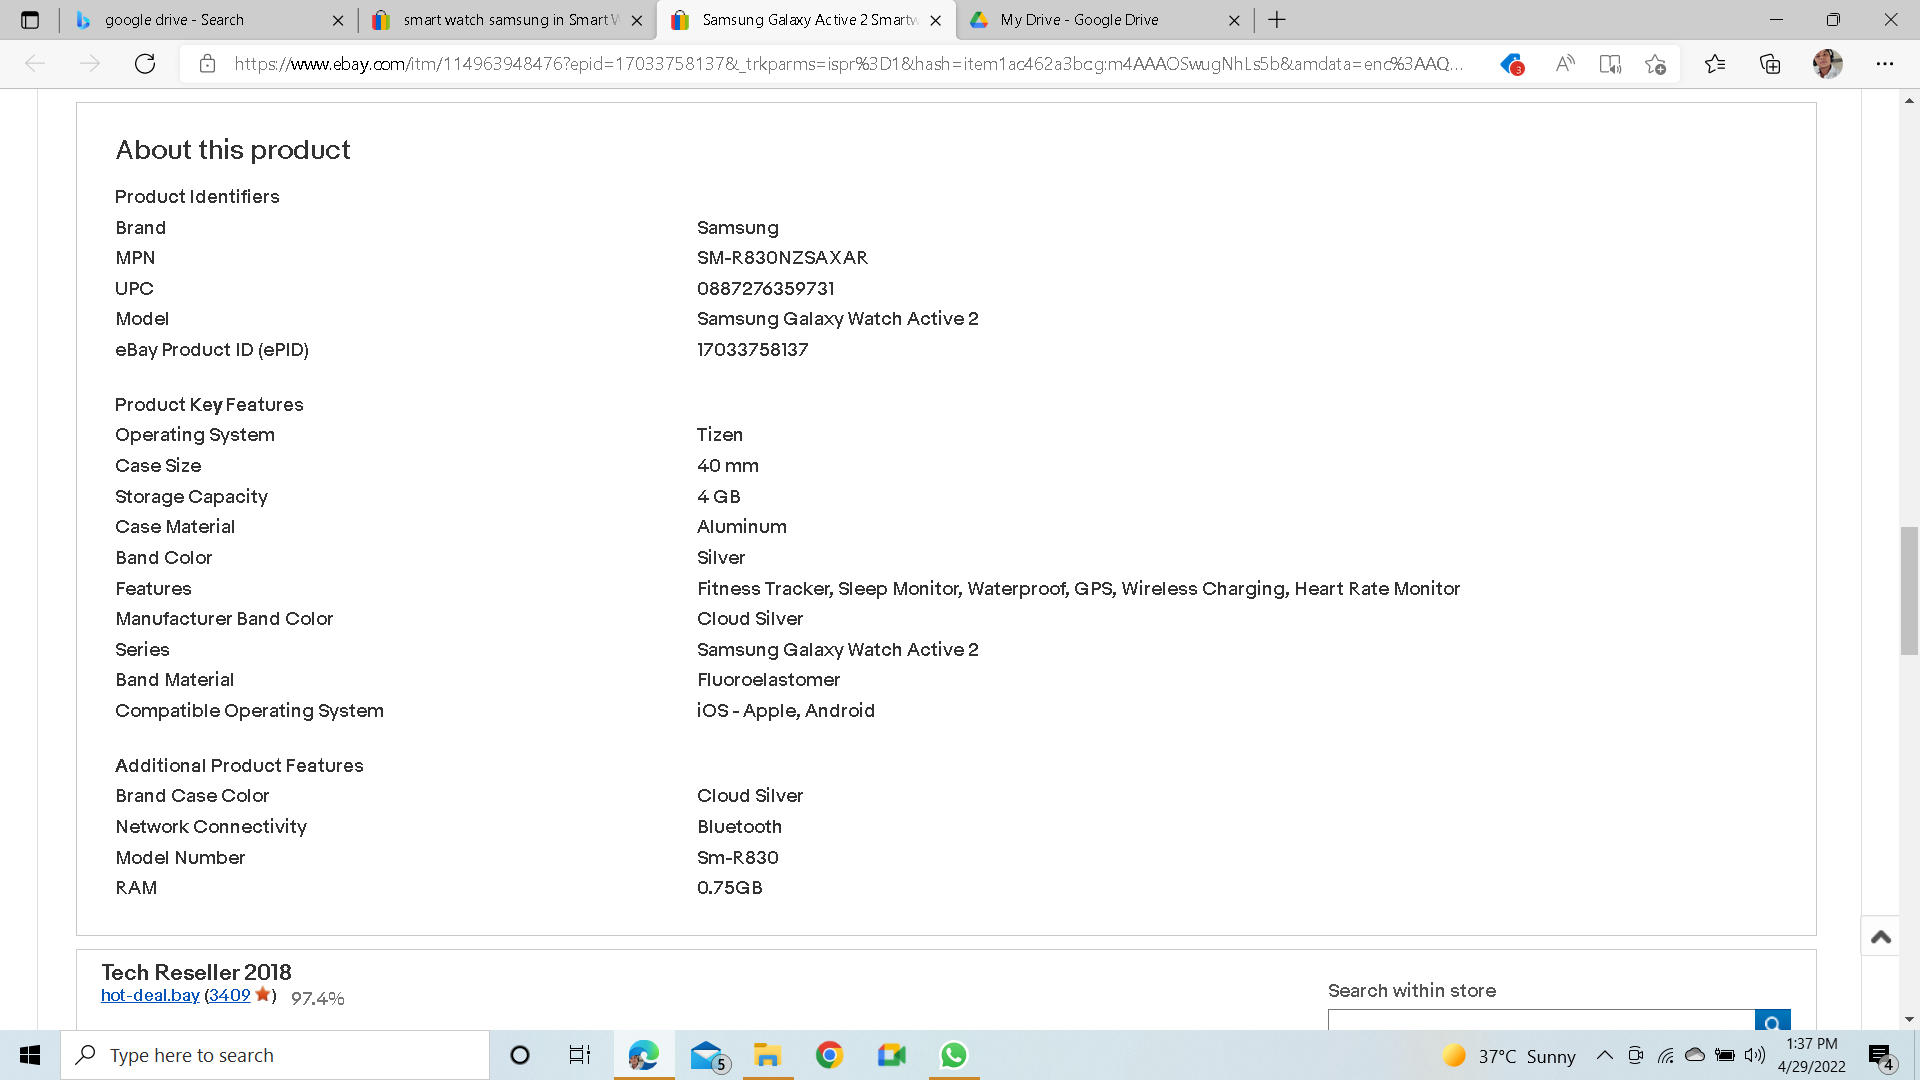 google drive - Search
smart watch samsung in Smart W
Samsung Galaxy Active 2 Smartw
My Drive - Google Drive
https://www.ebay.com/itm/114963948476?epid=17033758137&_trkparms=ispr%3D1&hash=item1ac462a3bc:g:m4AAAOSwugNhLs5b&amdata=enc%3AAQ...
3
About this product
Product Identifiers
Brand Samsung
MPN SM-R830NZSAXAR
UPC 0887276359731
Model Samsung Galaxy Watch Active 2
eBay Product ID (ePID) 17033758137
Product Key Features
Operating System Tizen
Case Size 40 mm
Storage Capacity 4 GB
Case Material Aluminum
Band Color Silver
Features Fitness Tracker, Sleep Monitor, Waterproof, GPS, Wireless Charging, Heart Rate Monitor
Manufacturer Band Color Cloud Silver
Series Samsung Galaxy Watch Active 2
Band Material Fluoroelastomer
Compatible Operating System iOS - Apple, Android
Additional Product Features
Brand Case Color Cloud Silver
Network Connectivity Bluetooth
Model Number Sm-R830
RAM 0.75GB
Tech Reseller 2018
hot-deal.bay (3409) 97.4%
Search within store
Type here to search
5
37°C Sunny
1:37 PM
4/29/2022
4